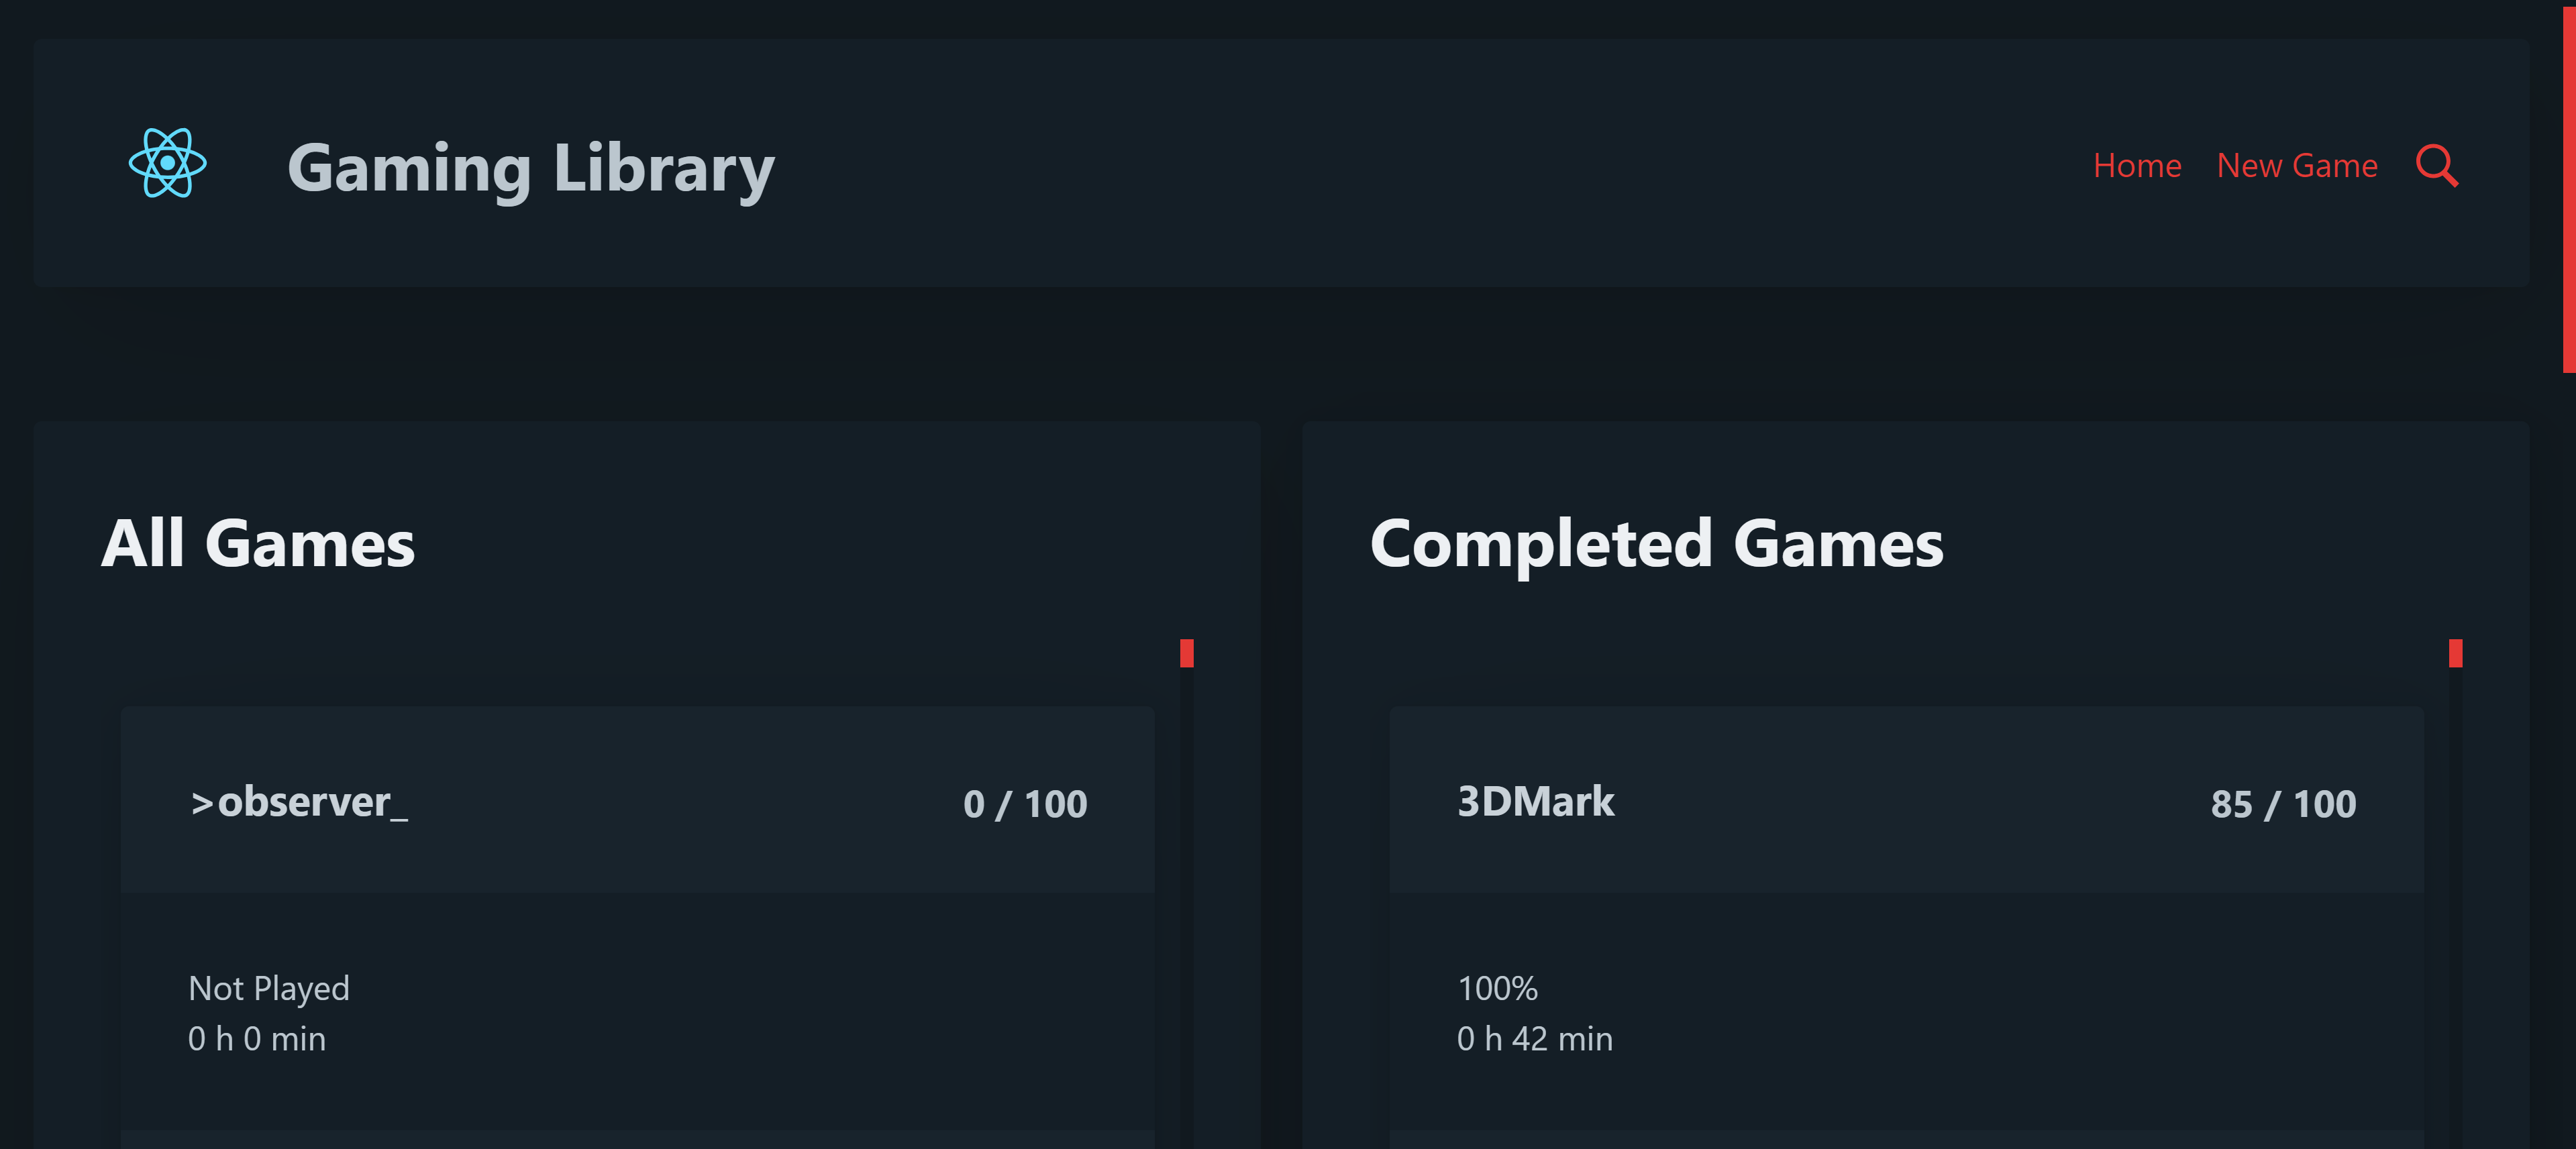 Gaming Library
Home
New Game
All Games
>observer_
0 / 100
Not Played
0 h 0 min
Completed Games
3DMark
85 / 100
100%
0 h 42 min